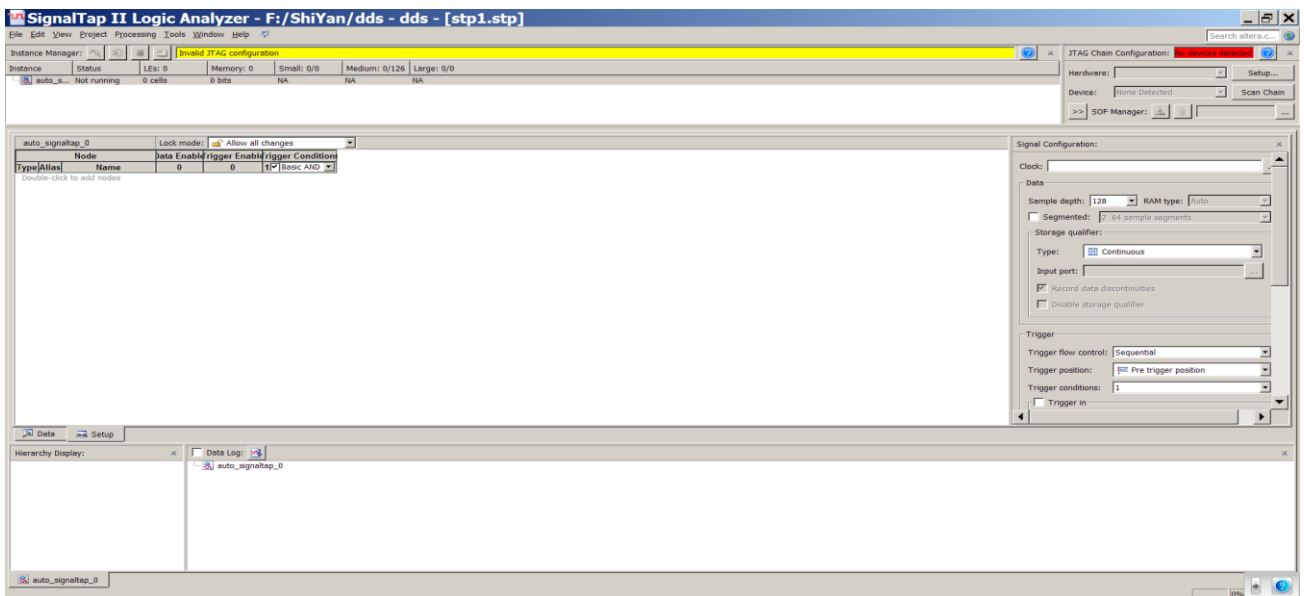 SignalTap II Logic Analyzer - F:/ShiYan/dds - dds - [stp1.stp]
File Edit View Project Processing Tools Window Help
Search altera.c...
Instance Manager: Invalid JTAG configuration
JTAG Chain Configuration: No devices detected
Instance Status LEs: 0 Memory: 0 Small: 0/0 Medium: 0/126 Large: 0/0
auto_s... Not running 0 cells 0 bits NA NA NA
Hardware: Setup...
Device: None Detected Scan Chain
>> SOF Manager: ...
auto_signaltap_0 Lock mode: Allow all changes
Signal Configuration:
Node Data Enable Trigger Enable Trigger Conditions
Type Alias Name 0 0 1 Basic AND
Double-click to add nodes
Clock:
Data
Sample depth: 128 RAM type: Auto
Segmented: 2 64 sample segments
Storage qualifier:
Type: Continuous
Input port: ...
Record data discontinuities
Disable storage qualifier
Trigger
Trigger flow control: Sequential
Trigger position: Pre trigger position
Trigger conditions: 1
Trigger in
Data Setup
Hierarchy Display:
Data Log:
auto_signaltap_0
auto_signaltap_0
0%